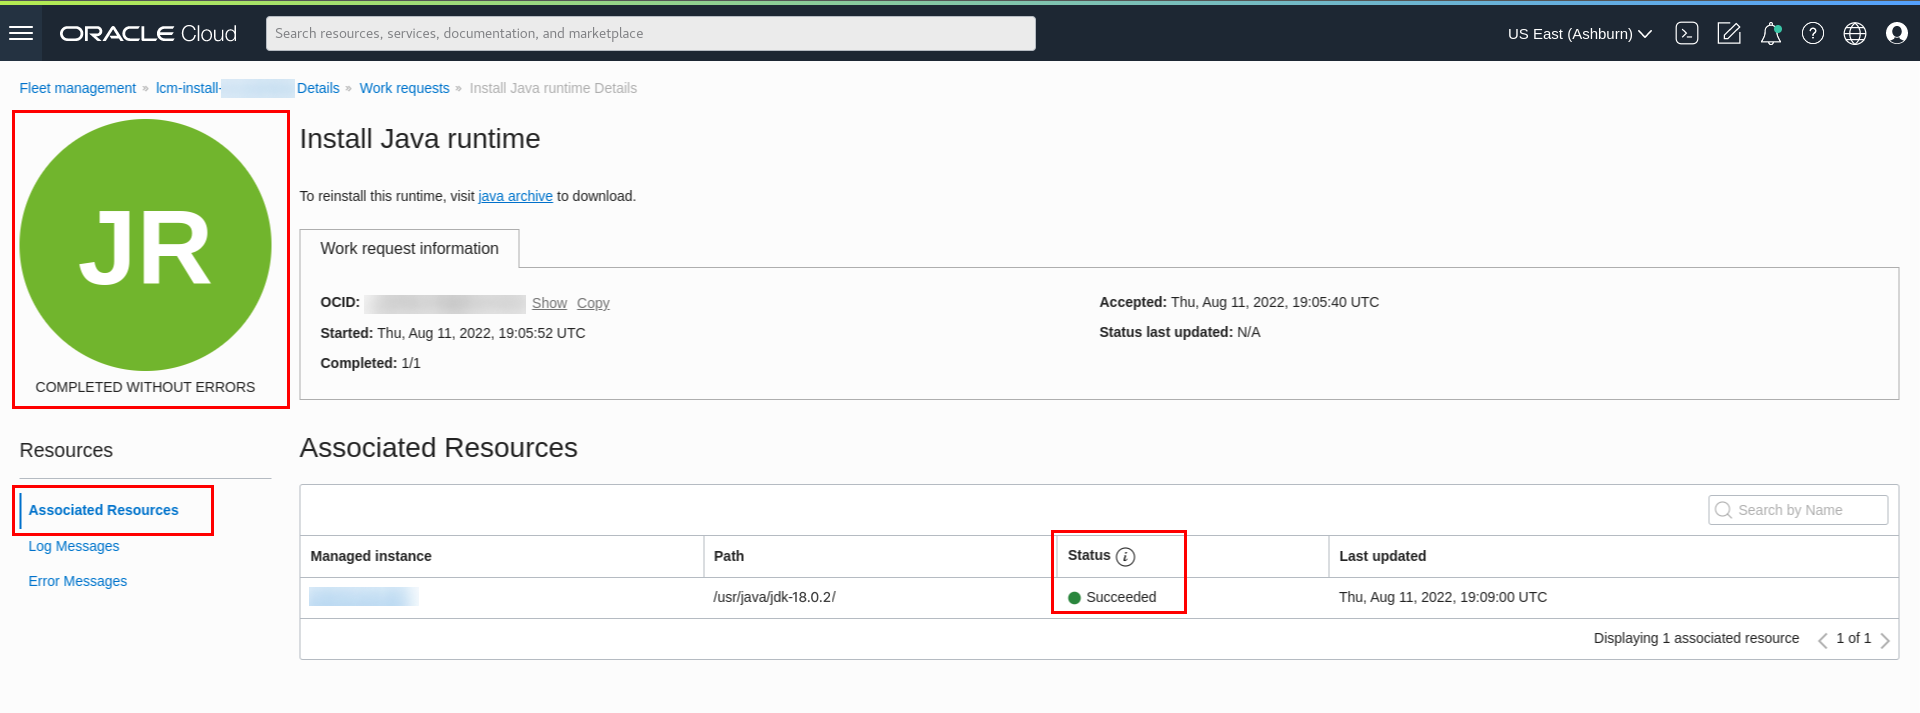 ORACLE Cloud
Search resources, services, documentation, and marketplace
US East (Ashburn)
Fleet management » lcm-install- Details » Work requests » Install Java runtime Details
JR
COMPLETED WITHOUT ERRORS
Install Java runtime
To reinstall this runtime, visit java archive to download.
Work request information
OCID: Show Copy
Started: Thu, Aug 11, 2022, 19:05:52 UTC
Completed: 1/1
Accepted: Thu, Aug 11, 2022, 19:05:40 UTC
Status last updated: N/A
Resources
Associated Resources
Log Messages
Error Messages
Associated Resources
Search by Name
Managed instance Path Status i Last updated
/usr/java/jdk-18.0.2/ Succeeded Thu, Aug 11, 2022, 19:09:00 UTC
Displaying 1 associated resource 1 of 1